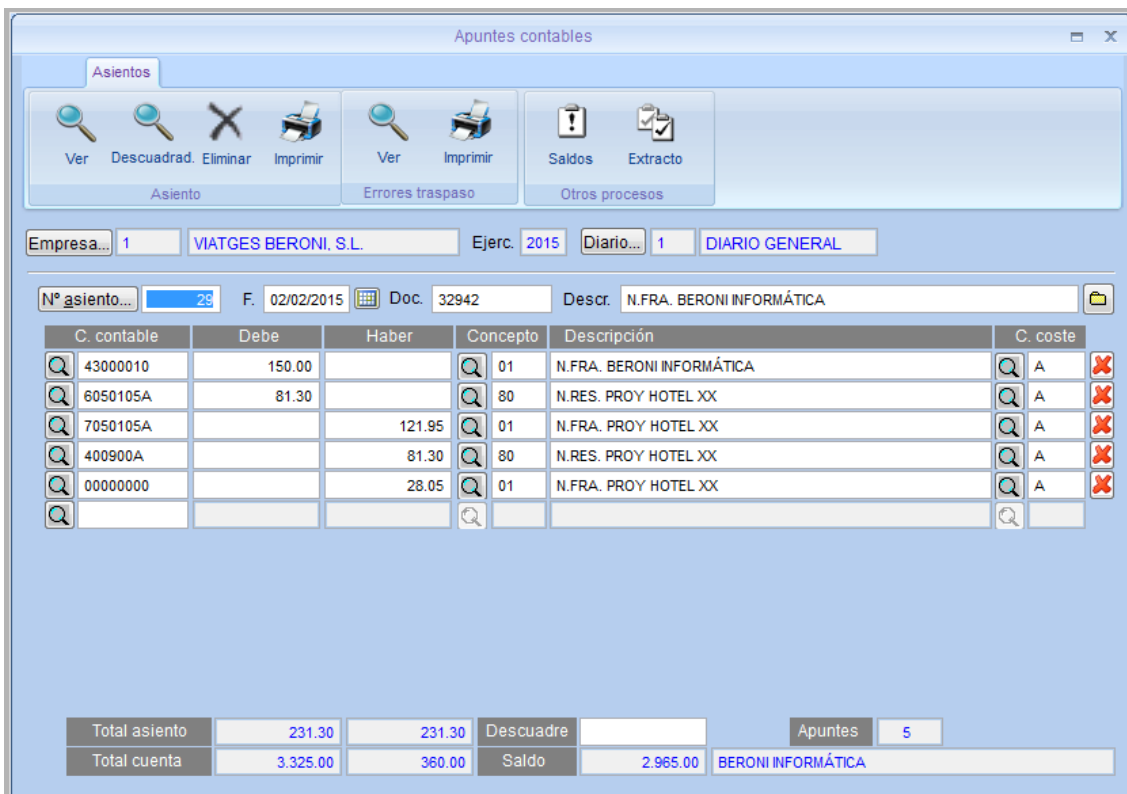 Apuntes contables
Asientos
Ver Descuadrad. Eliminar Imprimir Ver Imprimir Saldos Extracto
Asiento Errores traspaso Otros procesos
Empresa... 1 VIATGES BERONI, S.L. Ejerc. 2015 Diario... 1 DIARIO GENERAL
Nº asiento... 29 F. 02/02/2015 Doc. 32942 Descr. N.FRA. BERONI INFORMÁTICA
C. contable Debe Haber Concepto Descripción C. coste
43000010 150.00 01 N.FRA. BERONI INFORMÁTICA A
6050105A 81.30 80 N.RES. PROY HOTEL XX A
7050105A 121.95 01 N.FRA. PROY HOTEL XX A
400900A 81.30 80 N.RES. PROY HOTEL XX A
00000000 28.05 01 N.FRA. PROY HOTEL XX A
Total asiento 231.30 231.30 Descuadre Apuntes 5
Total cuenta 3.325.00 360.00 Saldo 2.965.00 BERONI INFORMÁTICA